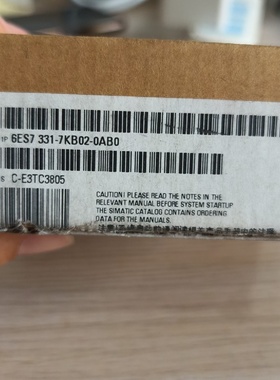 1P 6ES7 331-7KB02-0AB0
S C-E3TC3805
CAUTION! PLEASE READ THE NOTES IN THE
RELEVANT MANUAL BEFORE SYSTEM STARTUP
THE SIMATIC CATALOG CONTAINS ORDERING
DATA FOR THE MANUALS.